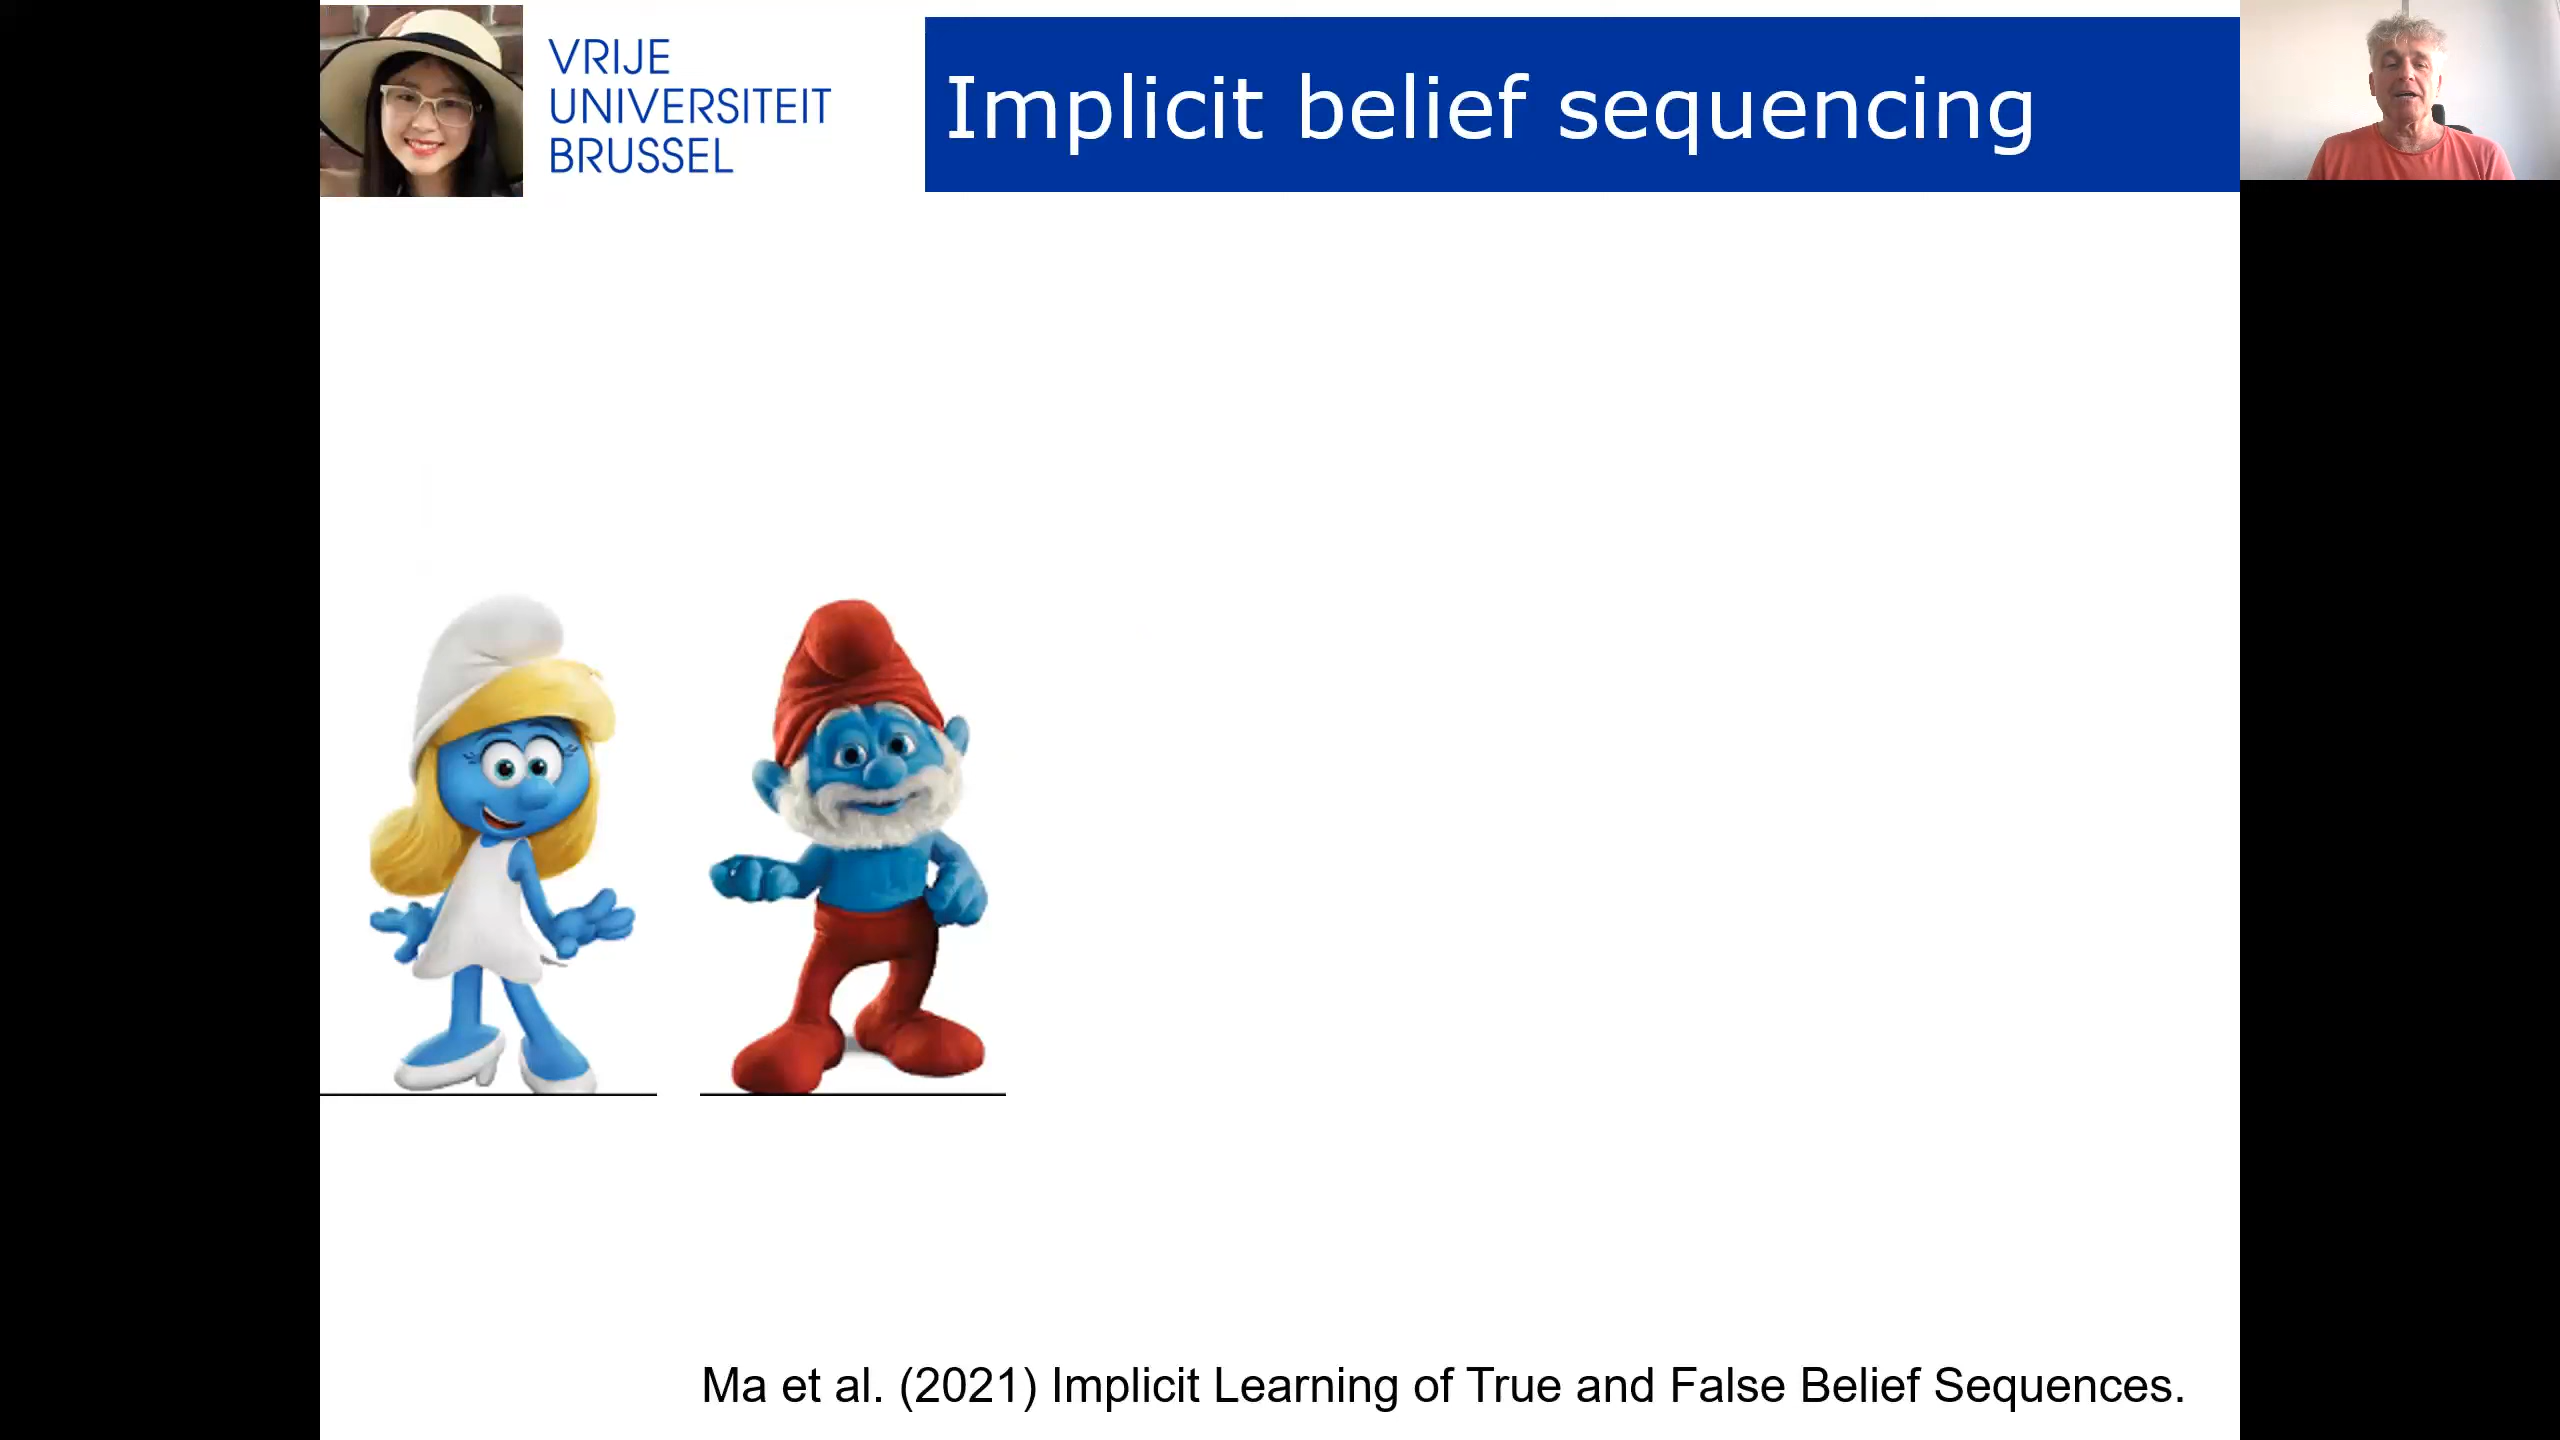 VRIJE
UNIVERSITEIT
BRUSSEL
Implicit belief sequencing
Ma et al. (2021) Implicit Learning of True and False Belief Sequences.